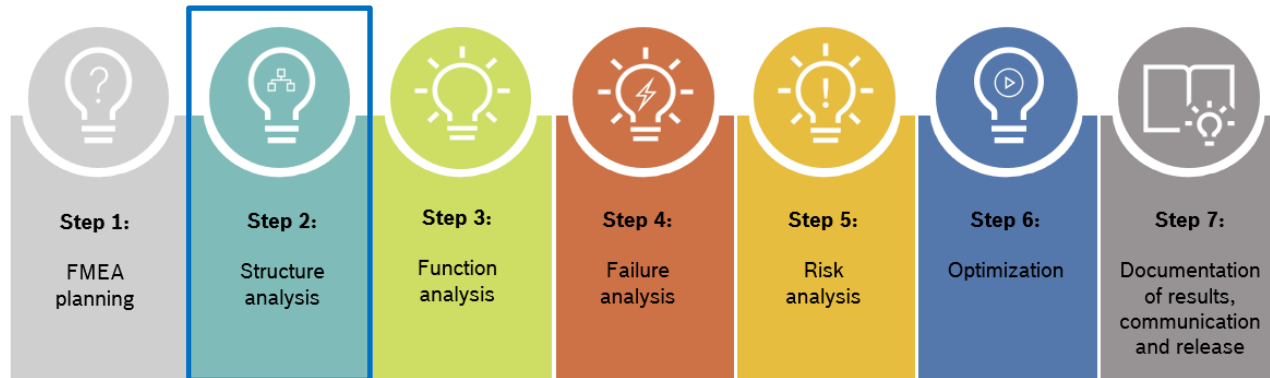 Step 1:
FMEA
planning
Step 2:
Structure
analysis
Step 3:
Function
analysis
Step 4:
Failure
analysis
Step 5:
Risk
analysis
Step 6:
Optimization
Step 7:
Documentation
of results,
communication
and release